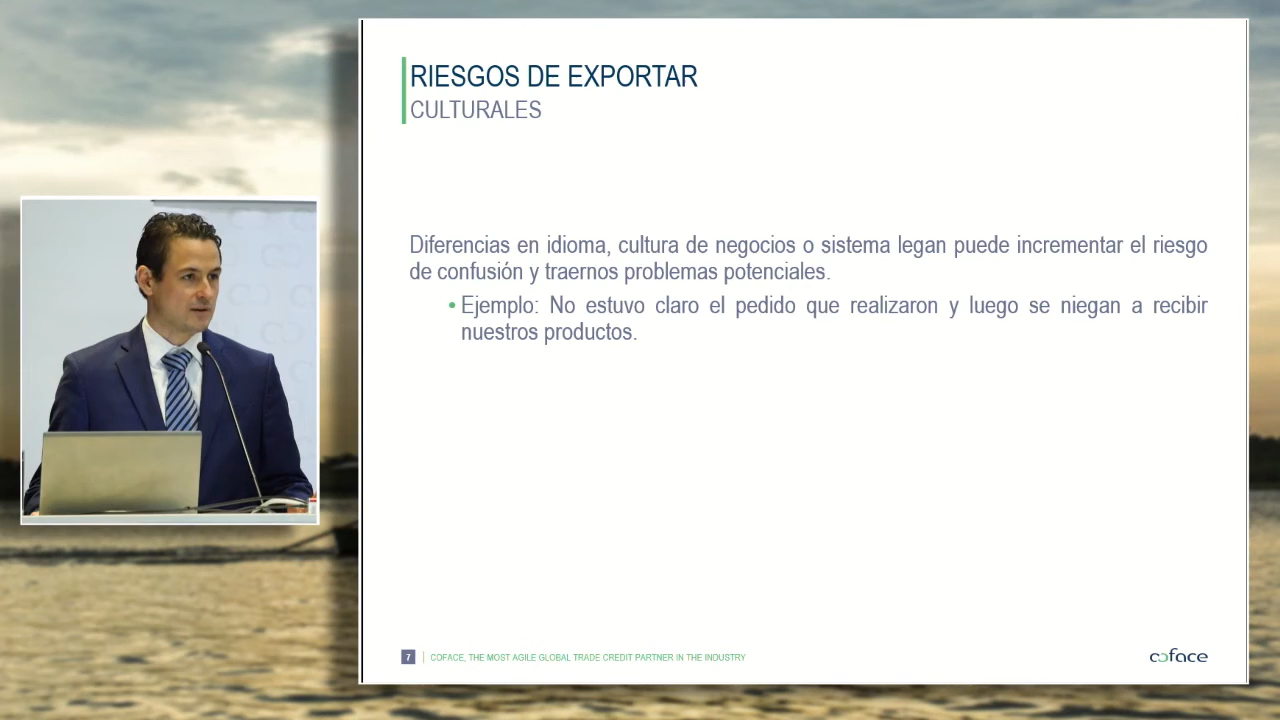 RIESGOS DE EXPORTAR
CULTURALES
Diferencias en idioma, cultura de negocios o sistema legan puede incrementar el riesgo
de confusión y traernos problemas potenciales.
• Ejemplo: No estuvo claro el pedido que realizaron y luego se niegan a recibir
nuestros productos.
7 | COFACE, THE MOST AGILE GLOBAL TRADE CREDIT PARTNER IN THE INDUSTRY
coface